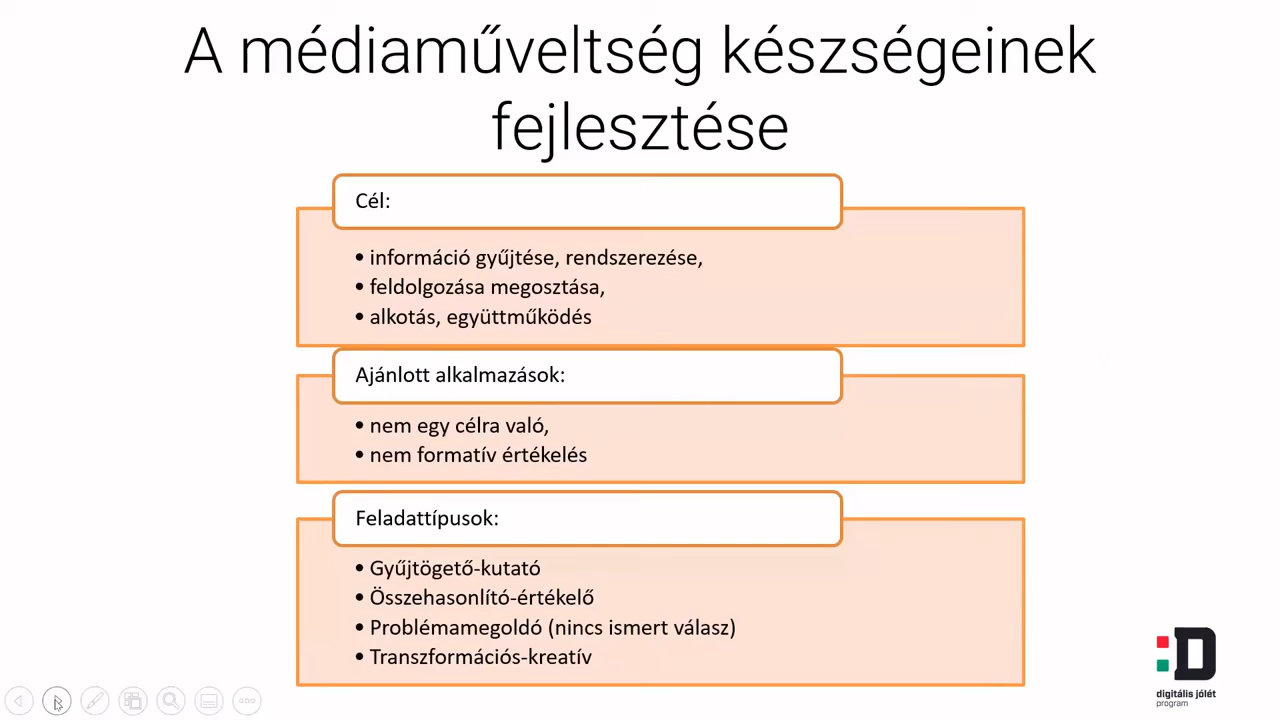 A médiaműveltség készségeinek
fejlesztése
Cél:
• információ gyűjtése, rendszerezése,
• feldolgozása megosztása,
• alkotás, együttműködés
Ajánlott alkalmazások:
• nem egy célra való,
• nem formatív értékelés
Feladattípusok:
• Gyűjtögető-kutató
• Összehasonlító-értékelő
• Problémamegoldó (nincs ismert válasz)
• Transzformációs-kreatív
:D
digitális jólét
program